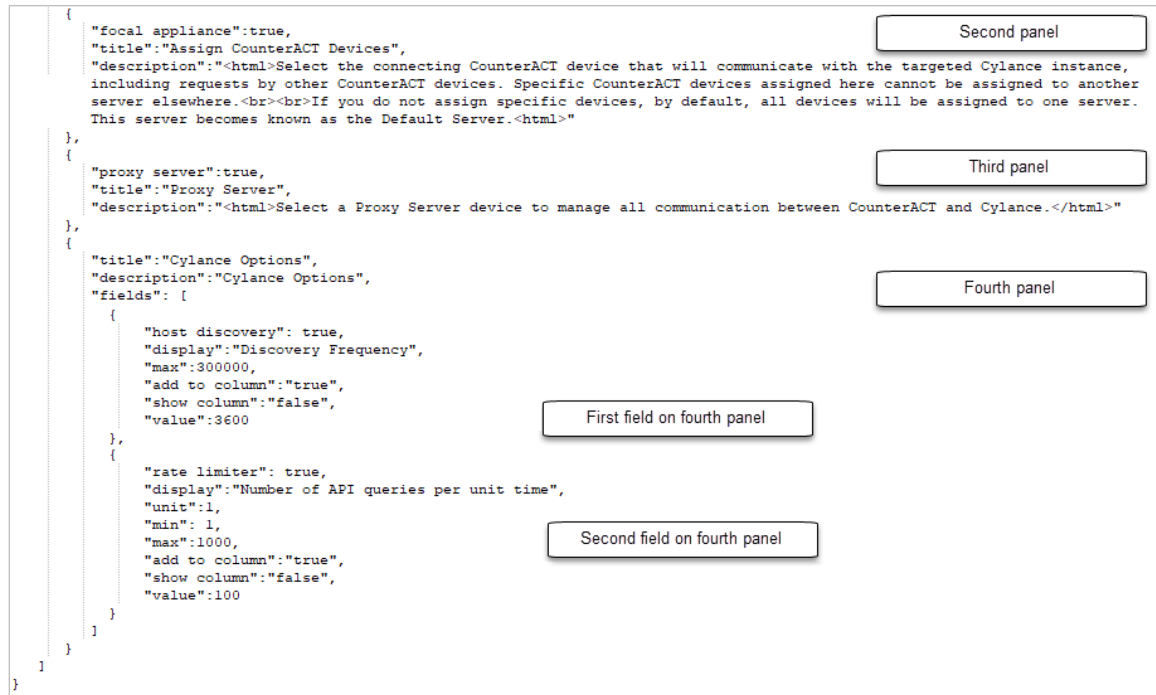 {
"focal appliance":true,
Second panel
"title":"Assign CounterACT Devices",
"description":"<html>Select the connecting CounterACT device that will communicate with the targeted Cylance instance,
including requests by other CounterACT devices. Specific CounterACT devices assigned here cannot be assigned to another
server elsewhere.<br><br>If you do not assign specific devices, by default, all devices will be assigned to one server.
This server becomes known as the Default Server.<html>"
},
{
"proxy server":true,
Third panel
"title":"Proxy Server",
"description":"<html>Select a Proxy Server device to manage all communication between CounterACT and Cylance.</html>"
},
{
"title":"Cylance Options",
"description":"Cylance Options",
Fourth panel
"fields": [
{
"host discovery": true,
"display":"Discovery Frequency",
"max":300000,
"add to column":"true",
"show column":"false",
"value":3600
First field on fourth panel
},
{
"rate limiter": true,
"display":"Number of API queries per unit time",
"unit":1,
"min": 1,
"max":1000,
Second field on fourth panel
"add to column":"true",
"show column":"false",
"value":100
}
]
}
]
}